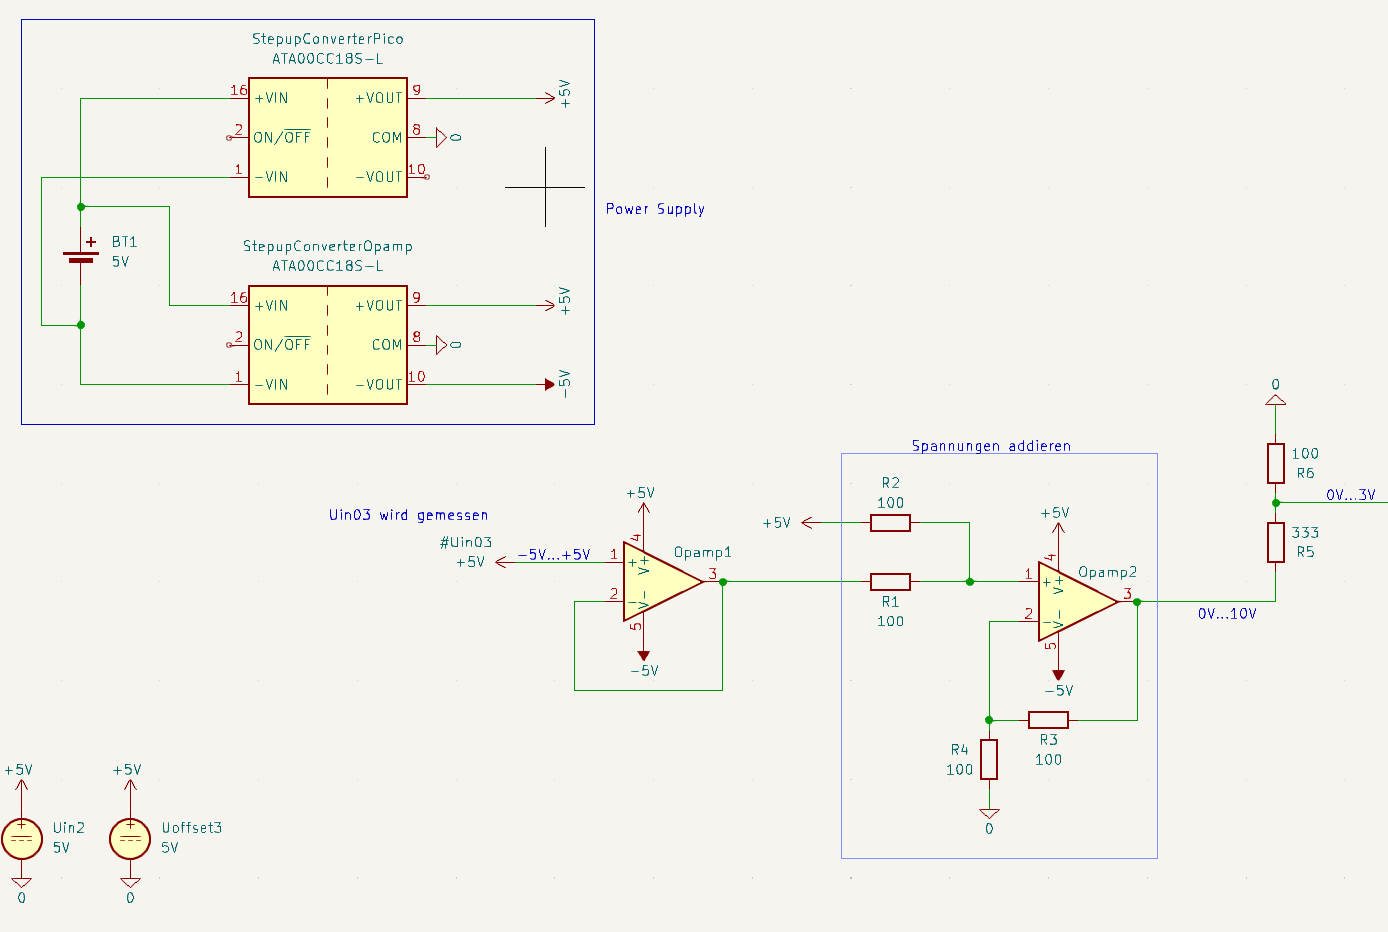 StepupConverterPico
ATA00CC18S-L
16 +VIN +VOUT 9 +5V
2 ON/OFF COM 8 0
1 -VIN -VOUT 10
Power Supply
BT1
5V
StepupConverterOpamp
ATA00CC18S-L
16 +VIN +VOUT 9 +5V
2 ON/OFF COM 8 0
1 -VIN -VOUT 10 -5V
0
100
R6
0V...3V
333
R5
Spannungen addieren
R2
100
+5V
Uin03 wird gemessen
+5V
#Uin03
+5V
-5V...+5V
1 + V+ 4
Opamp1
3
2 - V- 5
-5V
R1
100
+5V
1 + V+ 4
Opamp2
3
2 - V- 5
-5V
0V...10V
R3
100
R4
100
0
+5V
Uin2
5V
0
+5V
Uoffset3
5V
0